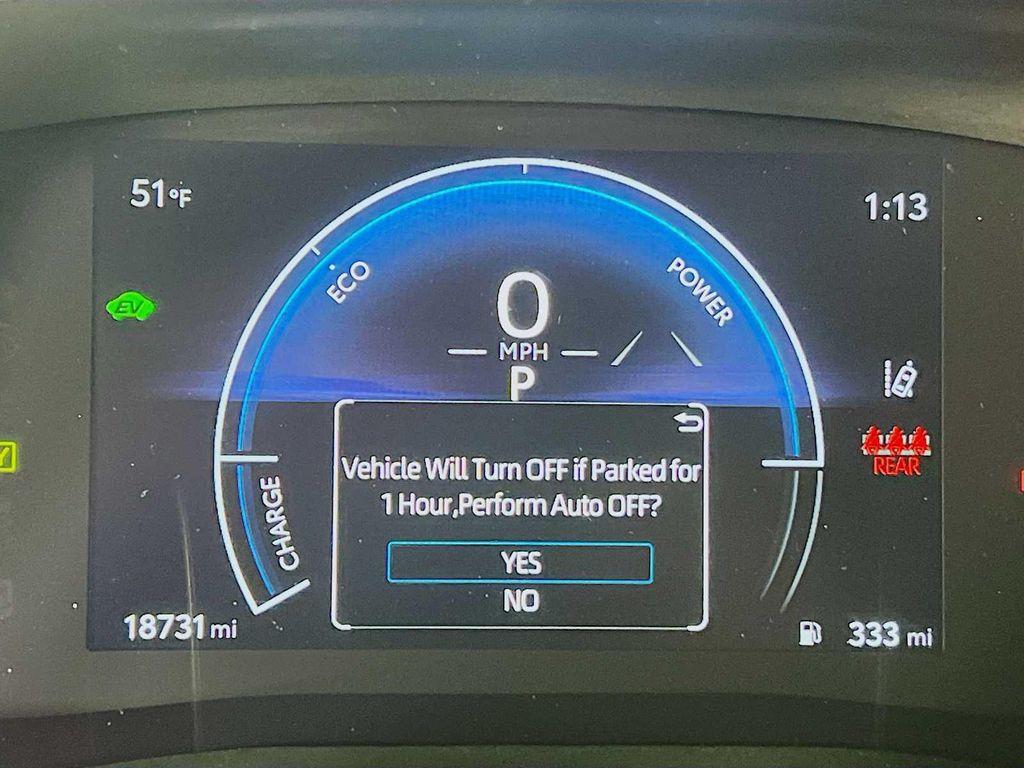 51°F
1:13
ECO
POWER
EV
0
MPH
P
REAR
Vehicle Will Turn OFF if Parked for
1 Hour,Perform Auto OFF?
CHARGE
YES
NO
18731 mi
333 mi